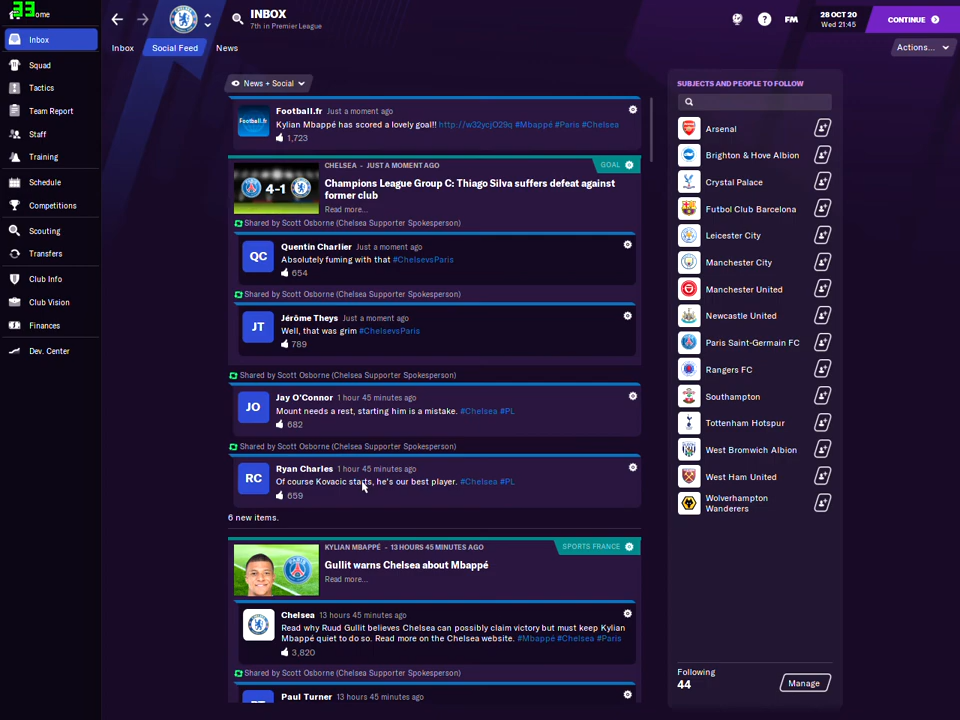 33
Home
INBOX
7th in Premier League
FM
28 OCT 20
Wed 21:45
CONTINUE
Inbox
Social Feed
News
Actions...
Inbox
Squad
Tactics
Team Report
Staff
Training
Schedule
Competitions
Scouting
Transfers
Club Info
Club Vision
Finances
Dev. Center
News + Social
Football.fr
Football.fr Just a moment ago
Kylian Mbappé has scored a lovely goal!! http://w32ycjO29q #Mbappé #Paris #Chelsea
1,723
CHELSEA - JUST A MOMENT AGO
GOAL
4-1
Champions League Group C: Thiago Silva suffers defeat against
former club
Read more...
Shared by Scott Osborne (Chelsea Supporter Spokesperson)
QC
Quentin Charlier Just a moment ago
Absolutely fuming with that #ChelsevsParis
654
Shared by Scott Osborne (Chelsea Supporter Spokesperson)
JT
Jérôme Theys Just a moment ago
Well, that was grim #ChelsevsParis
789
Shared by Scott Osborne (Chelsea Supporter Spokesperson)
JO
Jay O'Connor 1 hour 45 minutes ago
Mount needs a rest, starting him is a mistake. #Chelsea #PL
682
Shared by Scott Osborne (Chelsea Supporter Spokesperson)
RC
Ryan Charles 1 hour 45 minutes ago
Of course Kovacic starts, he's our best player. #Chelsea #PL
659
6 new items.
KYLIAN MBAPPÉ - 13 HOURS 45 MINUTES AGO
SPORTS FRANCE
Gullit warns Chelsea about Mbappé
Read more...
Chelsea 13 hours 45 minutes ago
Read why Ruud Gullit believes Chelsea can possibly claim victory but must keep Kylian
Mbappé quiet to do so. Read more on the Chelsea website. #Mbappé #Chelsea #Paris
3,820
Shared by Scott Osborne (Chelsea Supporter Spokesperson)
Paul Turner 13 hours 45 minutes ago
SUBJECTS AND PEOPLE TO FOLLOW
Arsenal
Brighton & Hove Albion
Crystal Palace
Futbol Club Barcelona
Leicester City
Manchester City
Manchester United
Newcastle United
Paris Saint-Germain FC
Rangers FC
Southampton
Tottenham Hotspur
West Bromwich Albion
West Ham United
Wolverhampton
Wanderers
Following
44
Manage